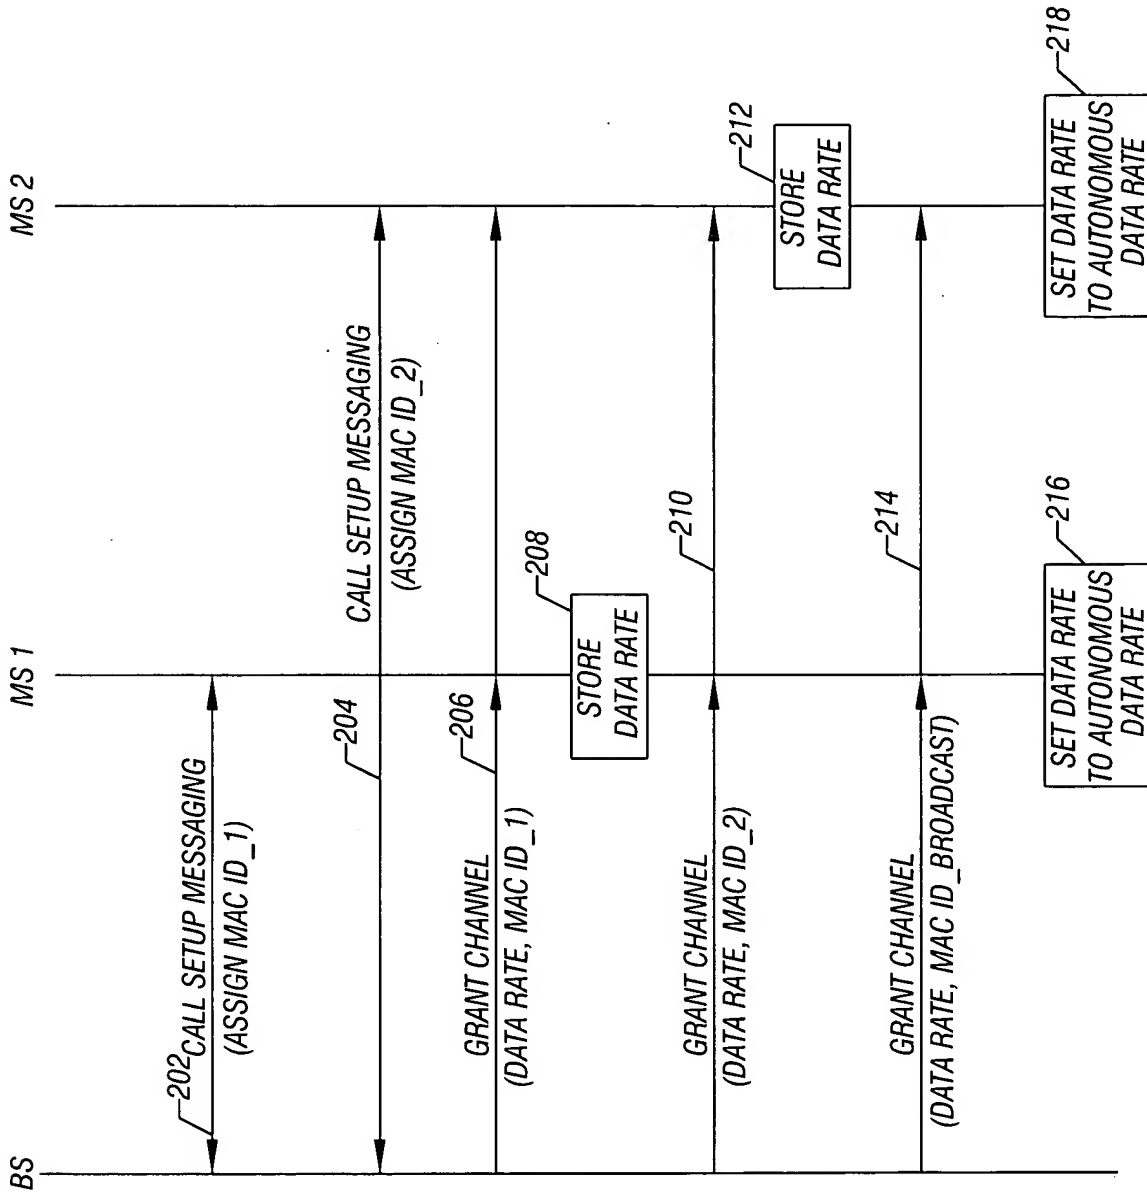 BS
MS 1
MS 2
202
CALL SETUP MESSAGING
(ASSIGN MAC ID_1)
204
CALL SETUP MESSAGING
(ASSIGN MAC ID_2)
GRANT CHANNEL
(DATA RATE, MAC ID_1)
206
208
STORE
DATA RATE
GRANT CHANNEL
(DATA RATE, MAC ID_2)
210
212
STORE
DATA RATE
GRANT CHANNEL
(DATA RATE, MAC ID_BROADCAST)
214
216
SET DATA RATE
TO AUTONOMOUS
DATA RATE
218
SET DATA RATE
TO AUTONOMOUS
DATA RATE